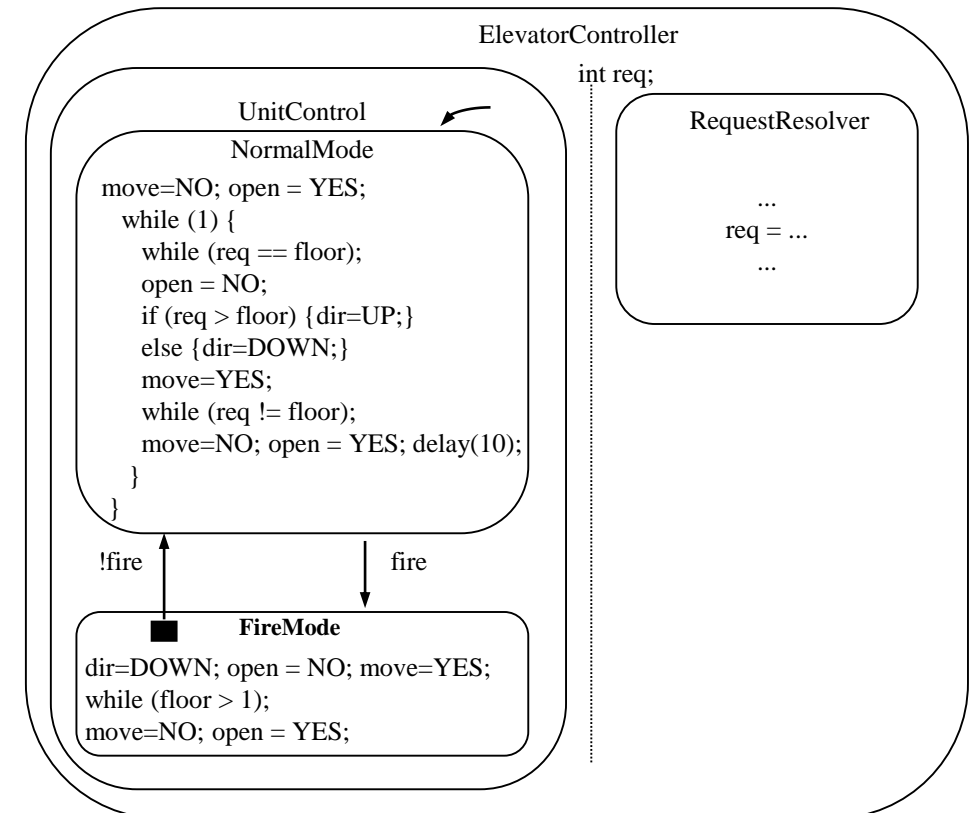 ElevatorController
int req;
UnitControl
NormalMode
move=NO; open = YES;
while (1) {
while (req == floor);
open = NO;
if (req > floor) {dir=UP;}
else {dir=DOWN;}
move=YES;
while (req != floor);
move=NO; open = YES; delay(10);
}
}
!fire
fire
FireMode
dir=DOWN; open = NO; move=YES;
while (floor > 1);
move=NO; open = YES;
RequestResolver
...
req = ...
...